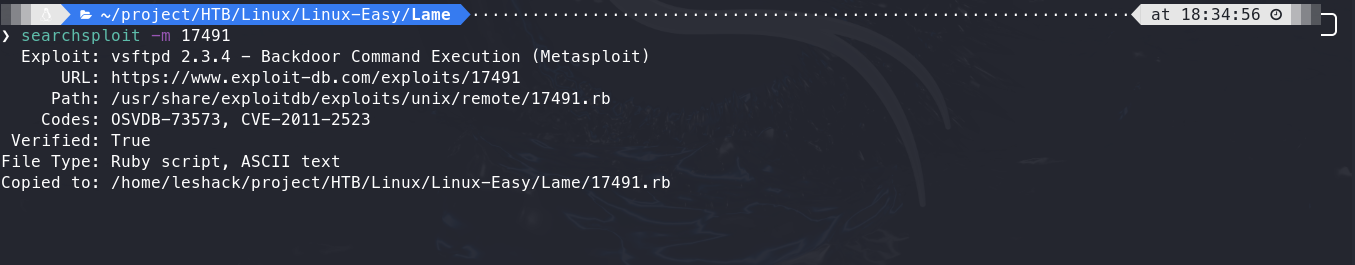 ~/project/HTB/Linux/Linux-Easy/Lame at 18:34:56
❯ searchsploit -m 17491
Exploit: vsftpd 2.3.4 - Backdoor Command Execution (Metasploit)
URL: https://www.exploit-db.com/exploits/17491
Path: /usr/share/exploitdb/exploits/unix/remote/17491.rb
Codes: OSVDB-73573, CVE-2011-2523
Verified: True
File Type: Ruby script, ASCII text
Copied to: /home/leshack/project/HTB/Linux/Linux-Easy/Lame/17491.rb